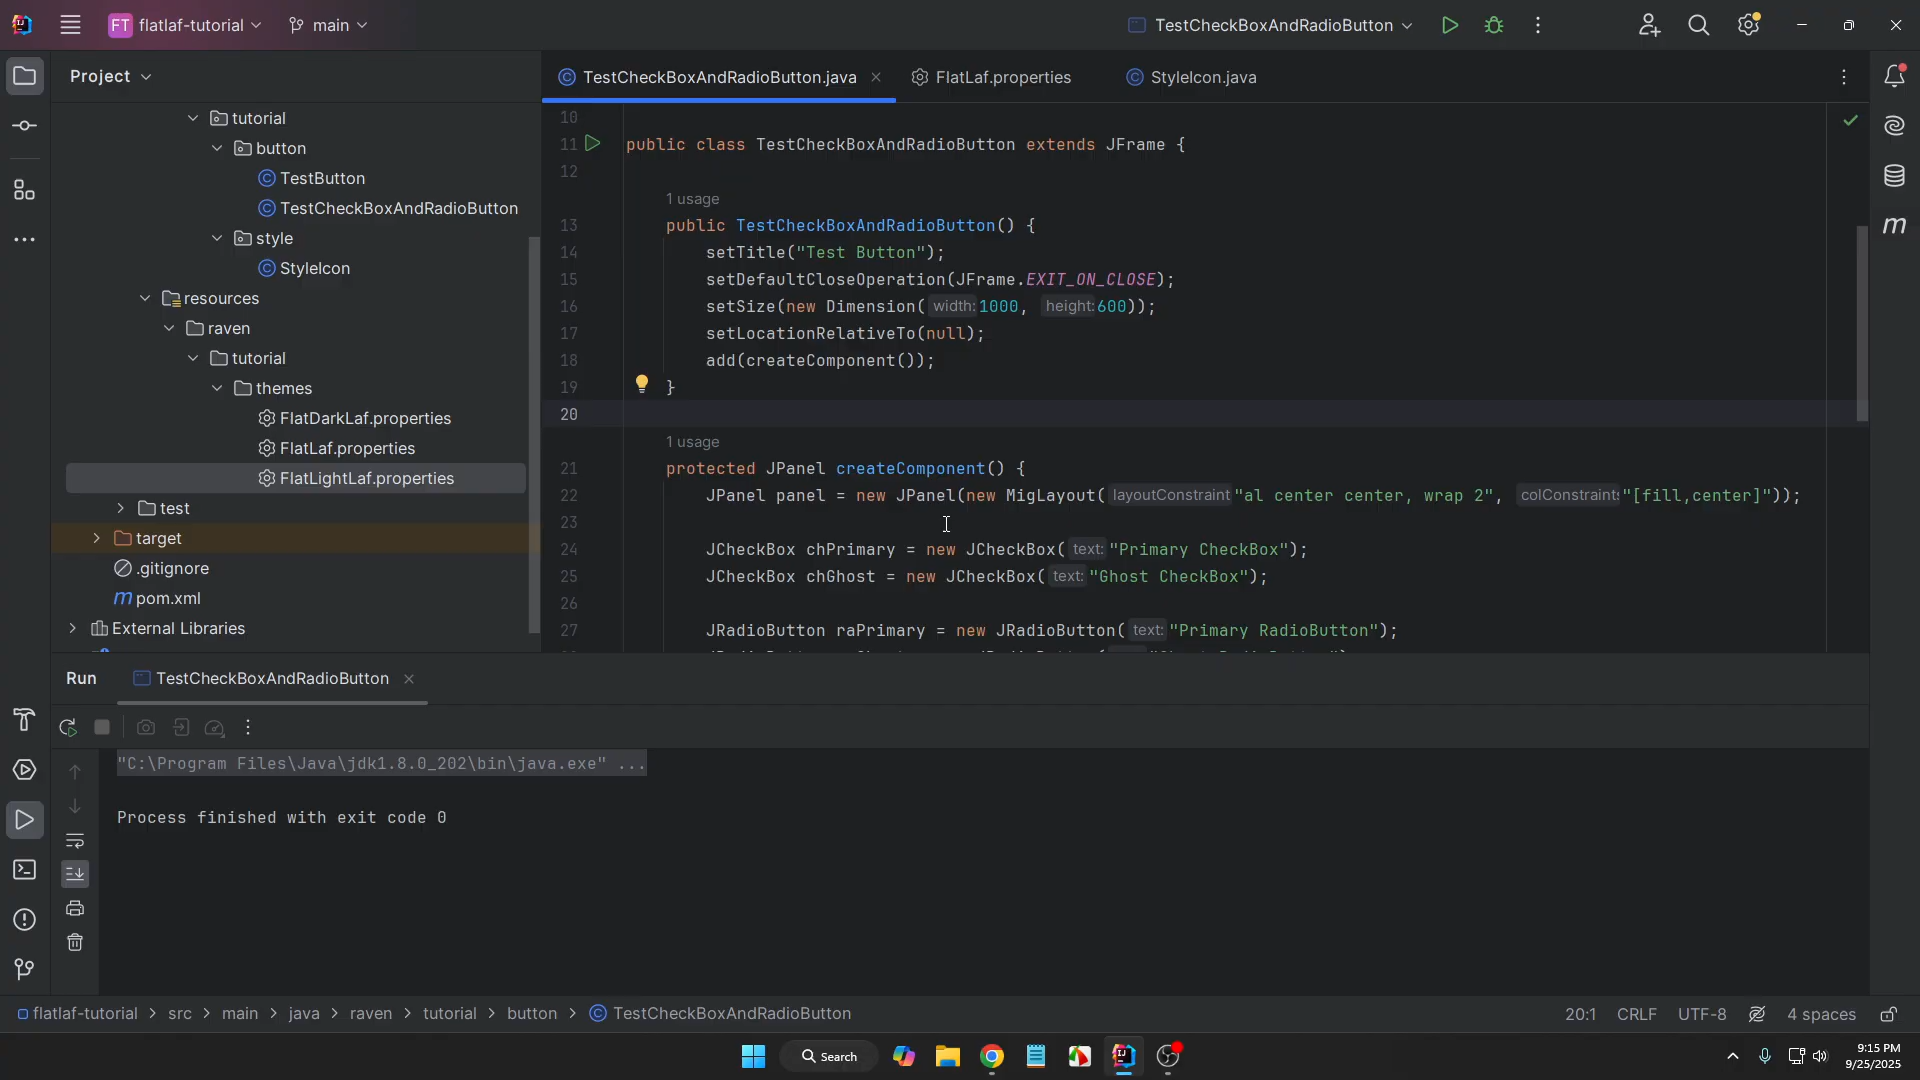 FT flatlaf-tutorial main TestCheckBoxAndRadioButton
Project
TestCheckBoxAndRadioButton.java FlatLaf.properties StyleIcon.java
tutorial
button
TestButton
TestCheckBoxAndRadioButton
style
StyleIcon
resources
raven
tutorial
themes
FlatDarkLaf.properties
FlatLaf.properties
FlatLightLaf.properties
test
target
.gitignore
pom.xml
External Libraries
10
11 public class TestCheckBoxAndRadioButton extends JFrame {
12
1 usage
13 public TestCheckBoxAndRadioButton() {
14 setTitle("Test Button");
15 setDefaultCloseOperation(JFrame.EXIT_ON_CLOSE);
16 setSize(new Dimension( width: 1000, height: 600));
17 setLocationRelativeTo(null);
18 add(createComponent());
19 }
20
1 usage
21 protected JPanel createComponent() {
22 JPanel panel = new JPanel(new MigLayout( layoutConstraint "al center center, wrap 2", colConstraints "[fill,center]"));
23
24 JCheckBox chPrimary = new JCheckBox( text: "Primary CheckBox");
25 JCheckBox chGhost = new JCheckBox( text: "Ghost CheckBox");
26
27 JRadioButton raPrimary = new JRadioButton( text: "Primary RadioButton");
Run TestCheckBoxAndRadioButton
"C:\Program Files\Java\jdk1.8.0_202\bin\java.exe" ...
Process finished with exit code 0
flatlaf-tutorial > src > main > java > raven > tutorial > button > TestCheckBoxAndRadioButton
20:1 CRLF UTF-8 4 spaces
Search
9:15 PM
9/25/2025